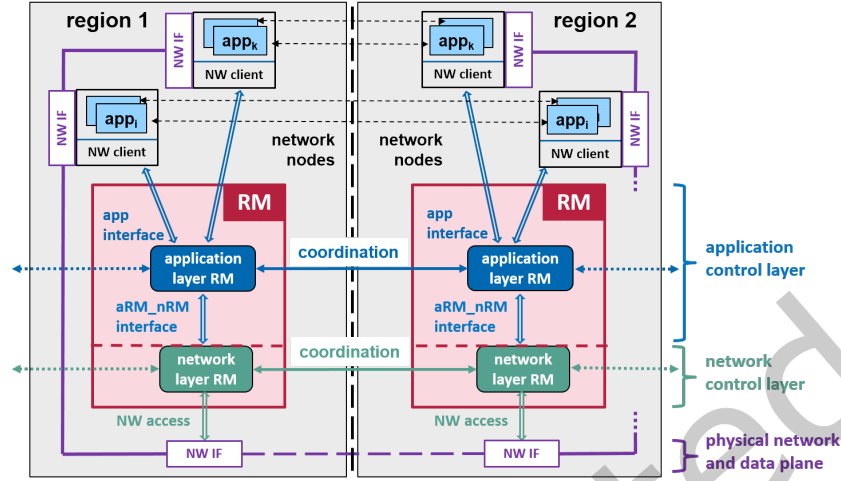 region 1
region 2
NW IF
app k
NW client
app k
NW client
NW IF
NW IF
app i
NW client
network
nodes
network
nodes
app i
NW client
NW IF
RM
RM
app
interface
app
interface
application
layer RM
coordination
application
layer RM
application
control layer
aRM_nRM
interface
aRM_nRM
interface
network
layer RM
coordination
network
layer RM
network
control layer
NW access
NW access
NW IF
NW IF
physical network
and data plane